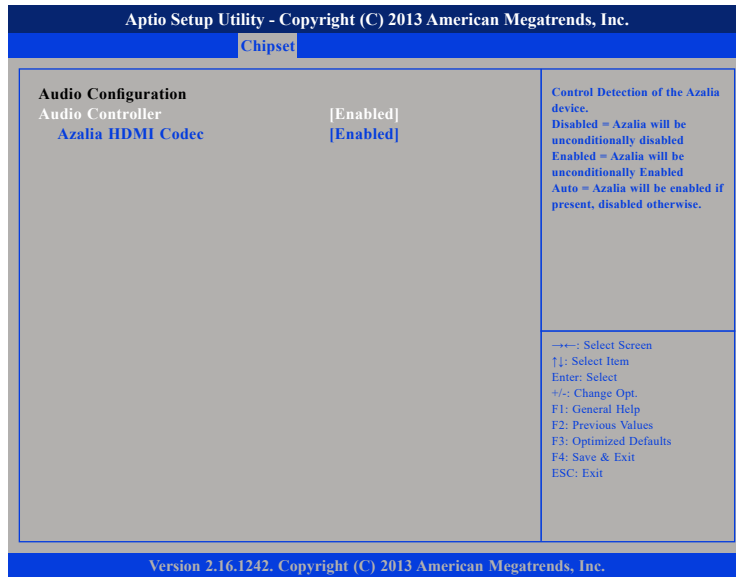 Aptio Setup Utility - Copyright (C) 2013 American Megatrends, Inc.
Chipset
Audio Configuration
Audio Controller [Enabled]
Azalia HDMI Codec [Enabled]
Control Detection of the Azalia
device.
Disabled = Azalia will be
unconditionally disabled
Enabled = Azalia will be
unconditionally Enabled
Auto = Azalia will be enabled if
present, disabled otherwise.
→←: Select Screen
↑↓: Select Item
Enter: Select
+/-: Change Opt.
F1: General Help
F2: Previous Values
F3: Optimized Defaults
F4: Save & Exit
ESC: Exit
Version 2.16.1242. Copyright (C) 2013 American Megatrends, Inc.